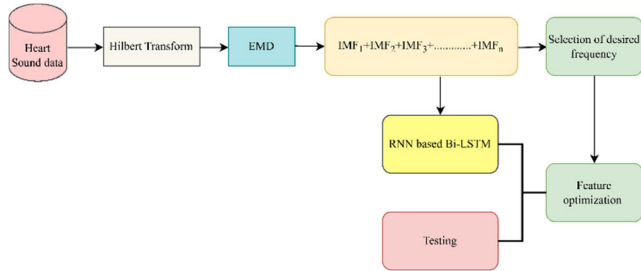 Heart
Sound data
Hilbert Transform
EMD
IMF₁+IMF₂+IMF₃+............+IMFₙ
Selection of desired
frequency
RNN based Bi-LSTM
Feature
optimization
Testing